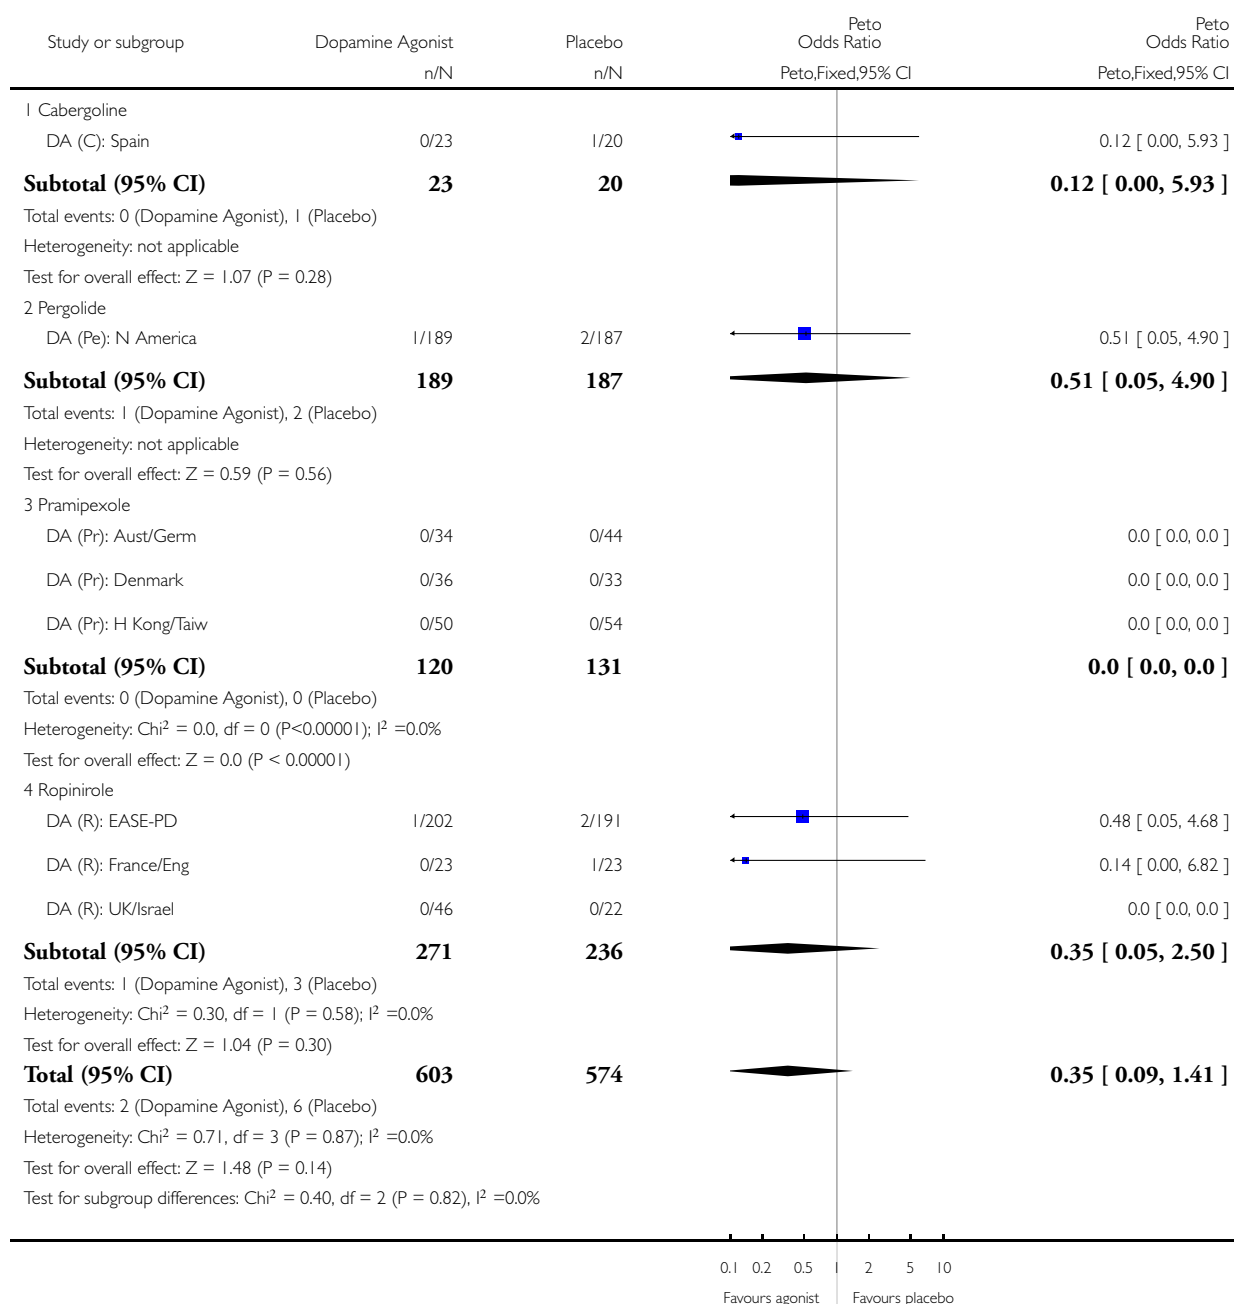 Peto Peto
Study or subgroup Dopamine Agonist Placebo Odds Ratio Odds Ratio
n/N n/N Peto,Fixed,95% CI Peto,Fixed,95% CI
1 Cabergoline
DA (C): Spain 0/23 1/20 0.12 [ 0.00, 5.93 ]
Subtotal (95% CI) 23 20 0.12 [ 0.00, 5.93 ]
Total events: 0 (Dopamine Agonist), 1 (Placebo)
Heterogeneity: not applicable
Test for overall effect: Z = 1.07 (P = 0.28)
2 Pergolide
DA (Pe): N America 1/189 2/187 0.51 [ 0.05, 4.90 ]
Subtotal (95% CI) 189 187 0.51 [ 0.05, 4.90 ]
Total events: 1 (Dopamine Agonist), 2 (Placebo)
Heterogeneity: not applicable
Test for overall effect: Z = 0.59 (P = 0.56)
3 Pramipexole
DA (Pr): Aust/Germ 0/34 0/44 0.0 [ 0.0, 0.0 ]
DA (Pr): Denmark 0/36 0/33 0.0 [ 0.0, 0.0 ]
DA (Pr): H Kong/Taiw 0/50 0/54 0.0 [ 0.0, 0.0 ]
Subtotal (95% CI) 120 131 0.0 [ 0.0, 0.0 ]
Total events: 0 (Dopamine Agonist), 0 (Placebo)
Heterogeneity: Chi² = 0.0, df = 0 (P<0.00001); I² =0.0%
Test for overall effect: Z = 0.0 (P < 0.00001)
4 Ropinirole
DA (R): EASE-PD 1/202 2/191 0.48 [ 0.05, 4.68 ]
DA (R): France/Eng 0/23 1/23 0.14 [ 0.00, 6.82 ]
DA (R): UK/Israel 0/46 0/22 0.0 [ 0.0, 0.0 ]
Subtotal (95% CI) 271 236 0.35 [ 0.05, 2.50 ]
Total events: 1 (Dopamine Agonist), 3 (Placebo)
Heterogeneity: Chi² = 0.30, df = 1 (P = 0.58); I² =0.0%
Test for overall effect: Z = 1.04 (P = 0.30)
Total (95% CI) 603 574 0.35 [ 0.09, 1.41 ]
Total events: 2 (Dopamine Agonist), 6 (Placebo)
Heterogeneity: Chi² = 0.71, df = 3 (P = 0.87); I² =0.0%
Test for overall effect: Z = 1.48 (P = 0.14)
Test for subgroup differences: Chi² = 0.40, df = 2 (P = 0.82), I² =0.0%
0.1 0.2 0.5 1 2 5 10
Favours agonist Favours placebo